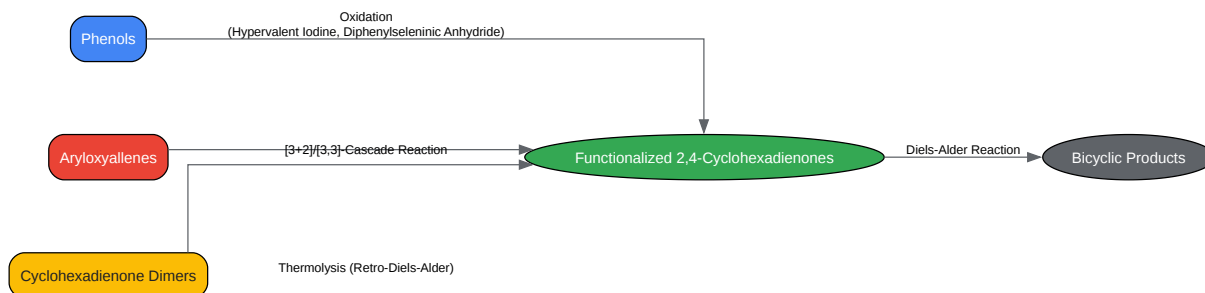 Oxidation
(Hypervalent Iodine, Diphenylseleninic Anhydride)
Phenols
Aryloxyallenes
[3+2]/[3,3]-Cascade Reaction
Functionalized 2,4-Cyclohexadienones
Diels-Alder Reaction
Bicyclic Products
Cyclohexadienone Dimers
Thermolysis (Retro-Diels-Alder)